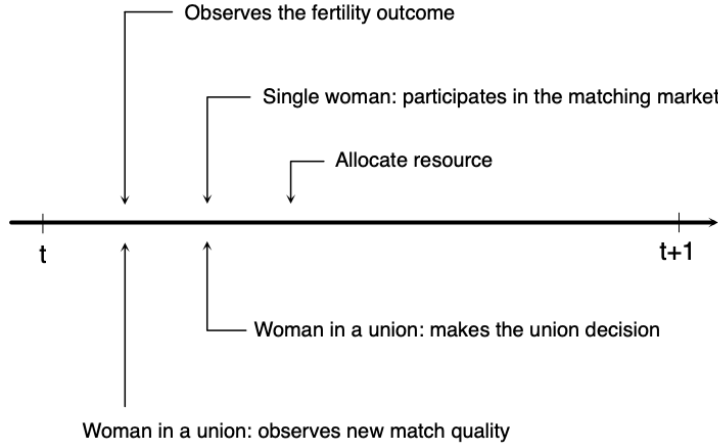 Observes the fertility outcome
Single woman: participates in the matching market
Allocate resource
t
t+1
Woman in a union: makes the union decision
Woman in a union: observes new match quality